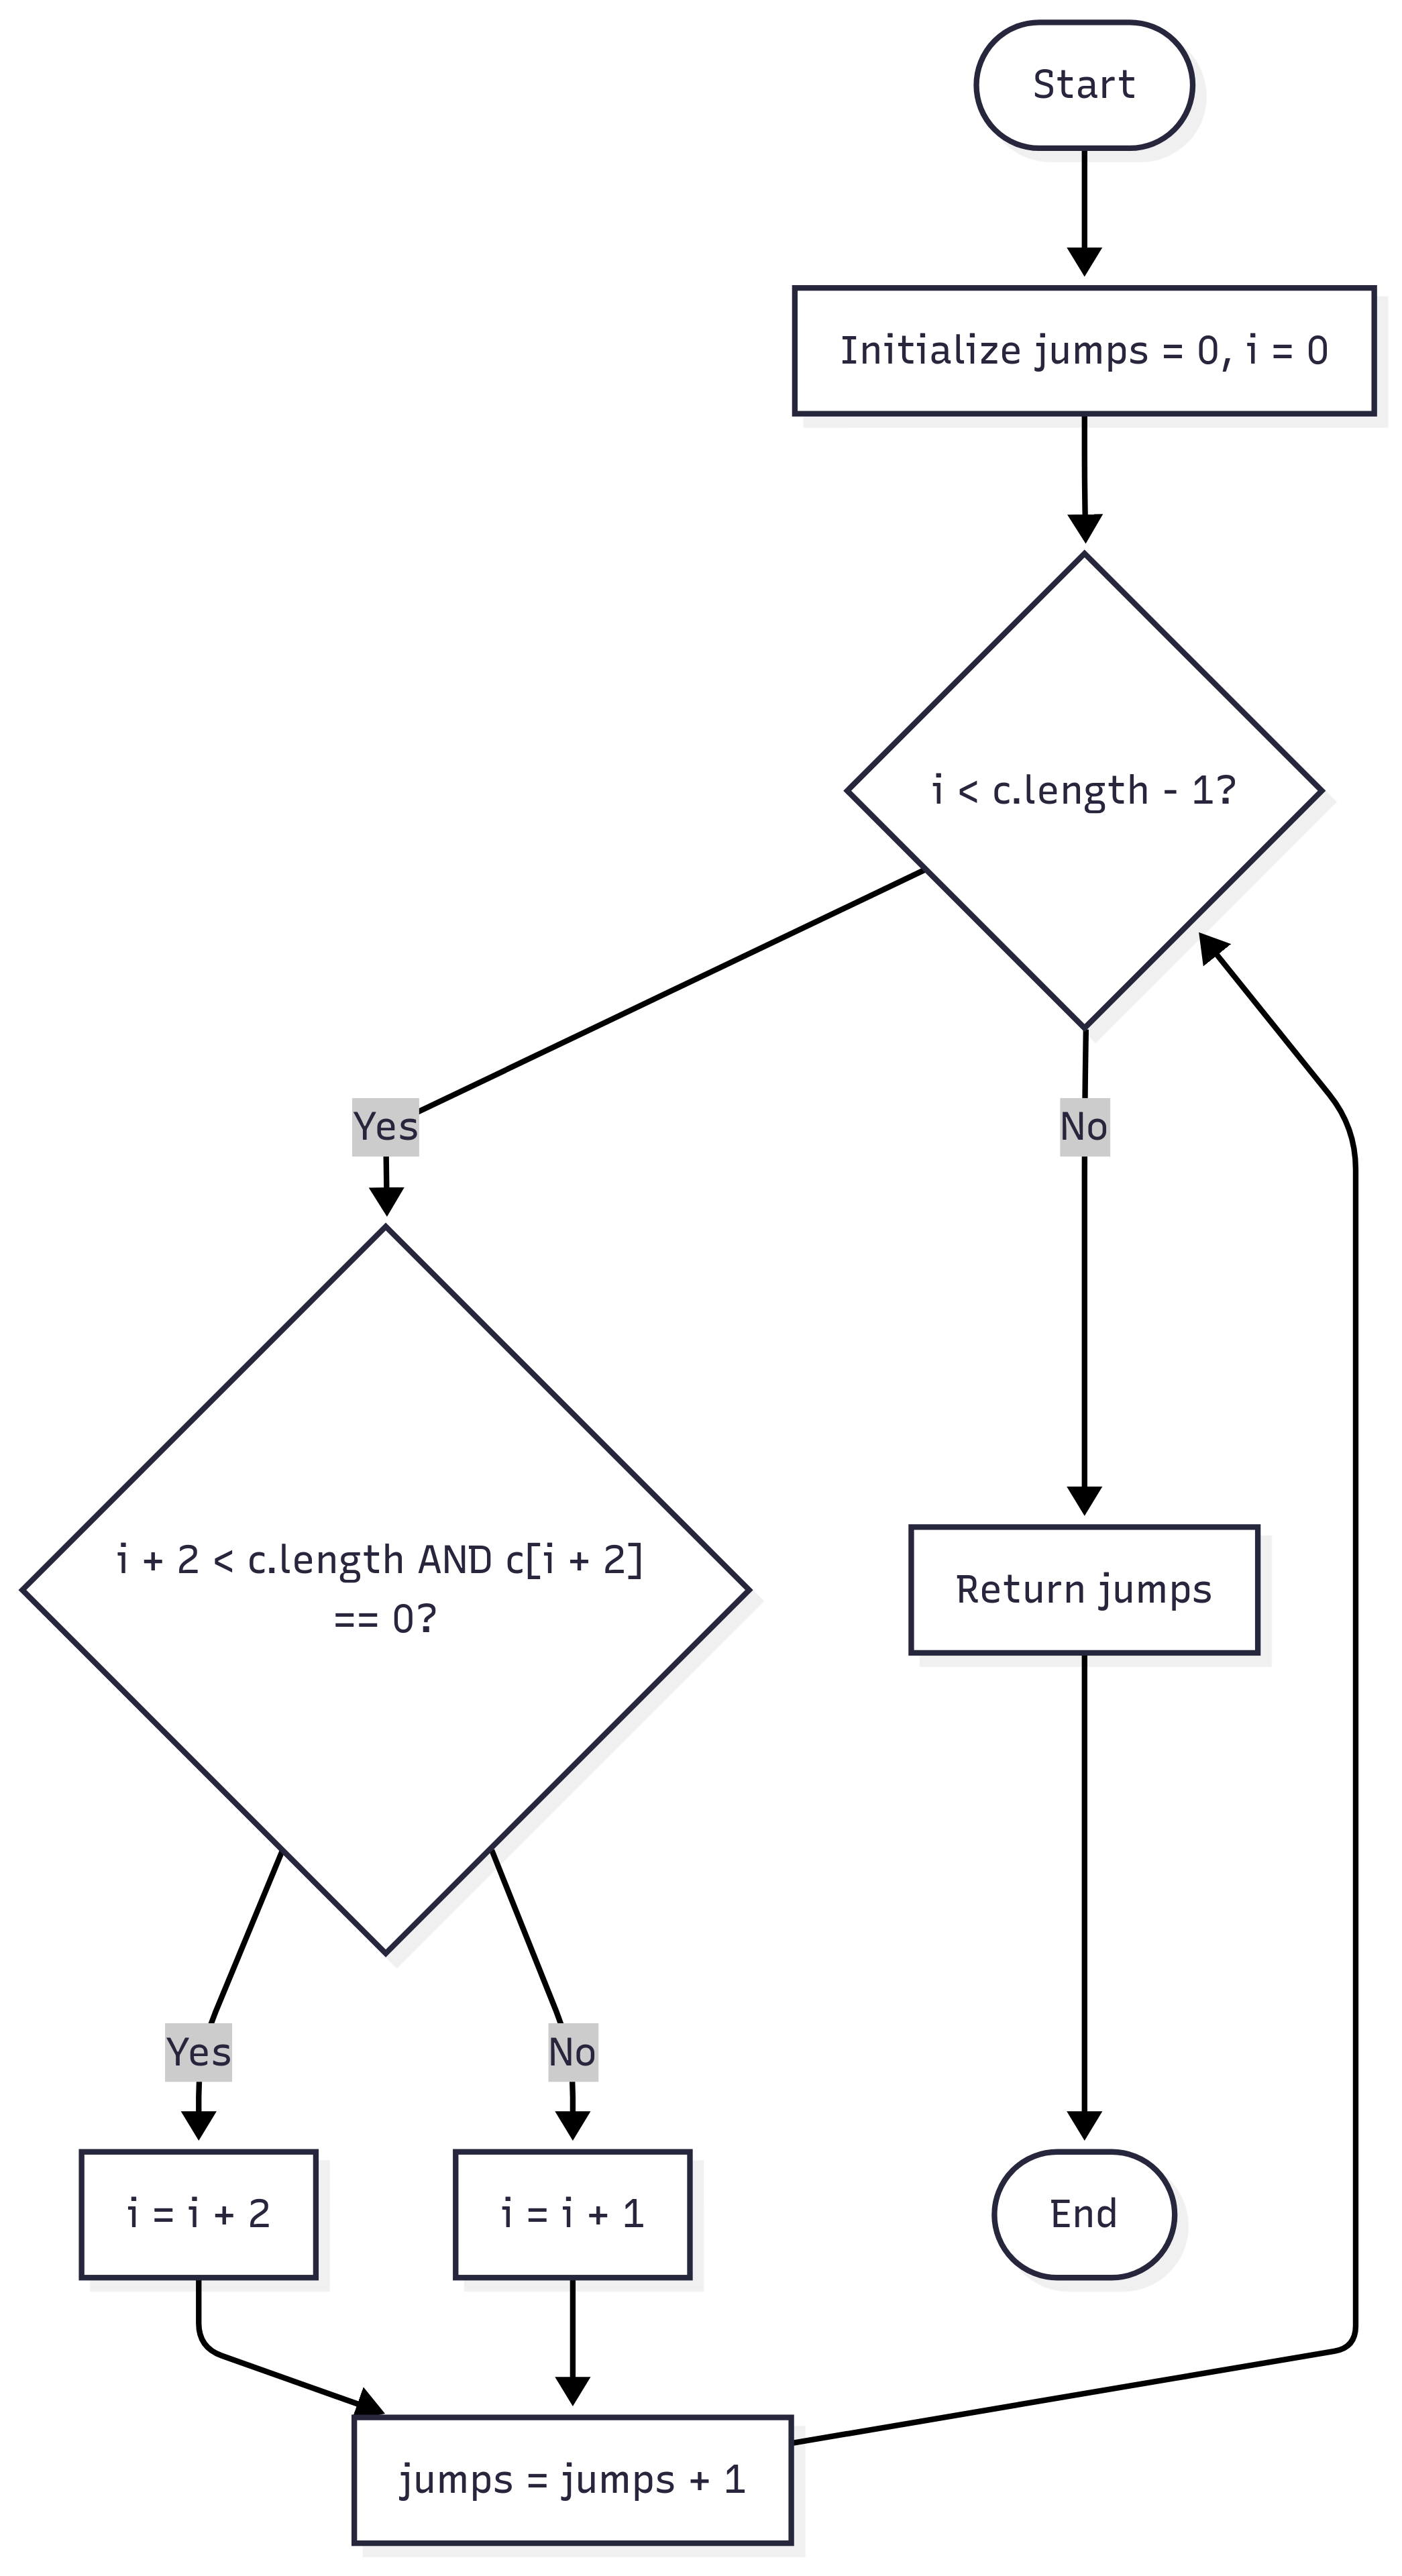 Start
Initialize jumps = 0, i = 0
i < c.length - 1?
Yes
No
i + 2 < c.length AND c[i + 2]
== 0?
Return jumps
Yes
No
i = i + 2
i = i + 1
End
jumps = jumps + 1